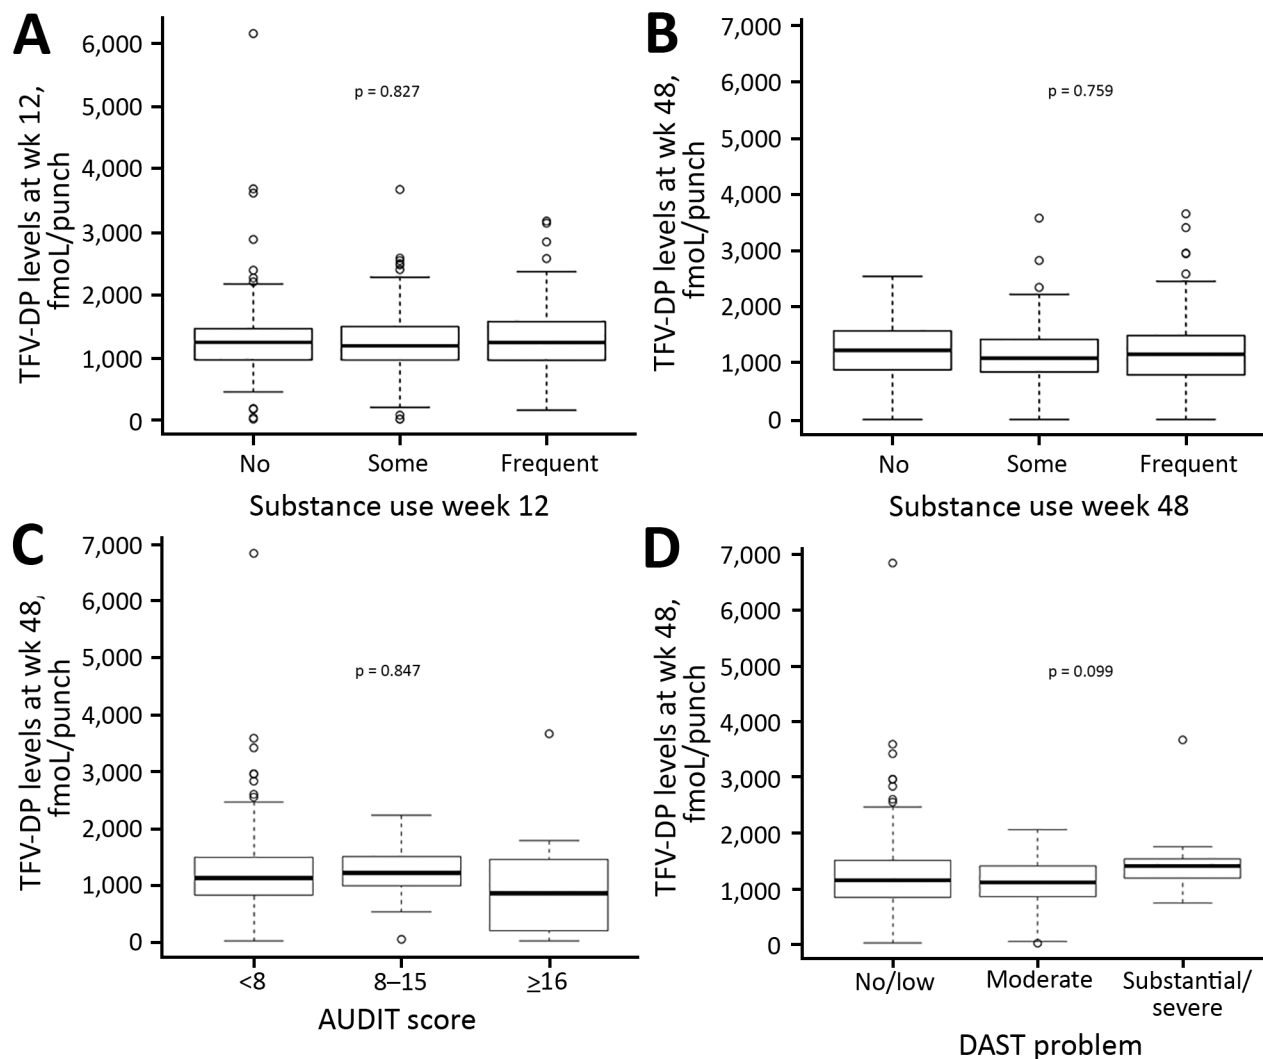 A
TFV-DP levels at wk 12,
fmoL/punch
6,000
5,000
4,000
3,000
2,000
1,000
0
p = 0.827
No
Some
Frequent
Substance use week 12
B
TFV-DP levels at wk 48,
fmoL/punch
7,000
6,000
5,000
4,000
3,000
2,000
1,000
0
p = 0.759
No
Some
Frequent
Substance use week 48
C
TFV-DP levels at wk 48,
fmoL/punch
7,000
6,000
5,000
4,000
3,000
2,000
1,000
0
p = 0.847
<8
8–15
≥16
AUDIT score
D
TFV-DP levels at wk 48,
fmoL/punch
7,000
6,000
5,000
4,000
3,000
2,000
1,000
0
p = 0.099
No/low
Moderate
Substantial/
severe
DAST problem